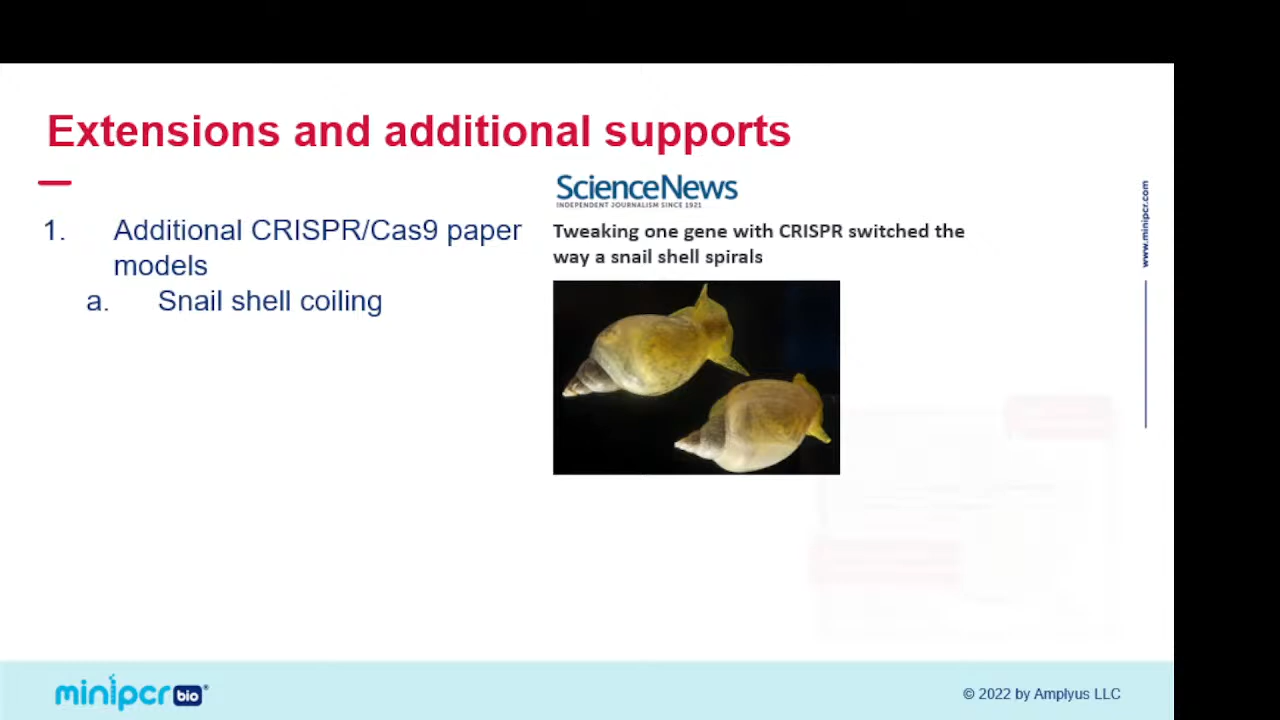 Extensions and additional supports
1. Additional CRISPR/Cas9 paper
models
a. Snail shell coiling
ScienceNews
INDEPENDENT JOURNALISM SINCE 1921
Tweaking one gene with CRISPR switched the
way a snail shell spirals
www.minipcr.com
minipcr bio®
© 2022 by Amplyus LLC